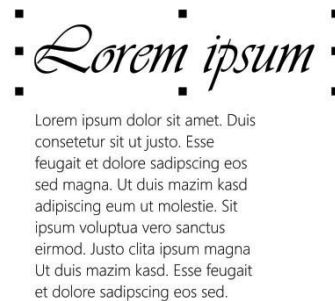 Lorem ipsum
Lorem ipsum dolor sit amet. Duis
consetetur sit ut justo. Esse
feugait et dolore sadipscing eos
sed magna. Ut duis mazim kasd
adipiscing eum ut molestie. Sit
ipsum voluptua vero sanctus
eirmod. Justo clita ipsum magna
Ut duis mazim kasd. Esse feugait
et dolore sadipscing eos sed.